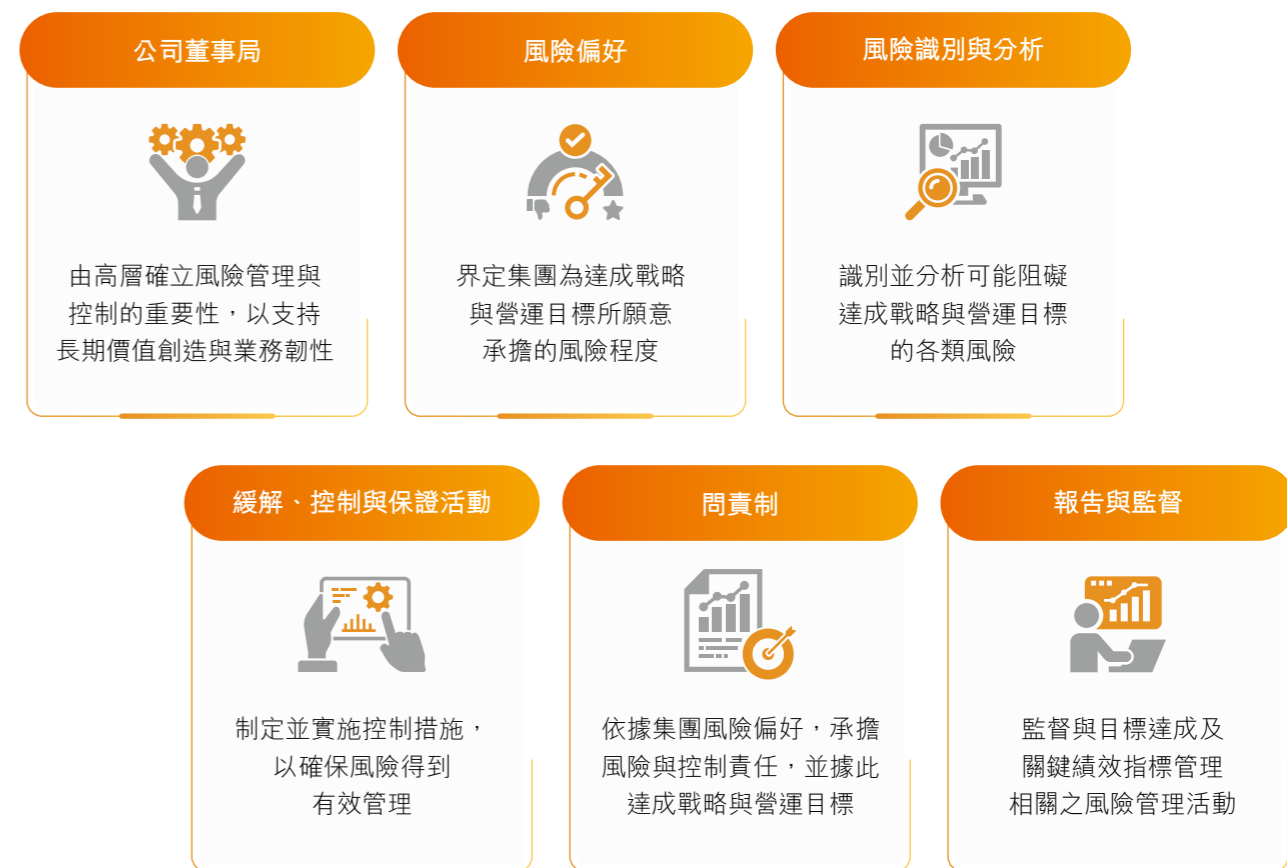 公司董事局
由高層確立風險管理與
控制的重要性，以支持
長期價值創造與業務韌性
風險偏好
界定集團為達成戰略
與營運目標所願意
承擔的風險程度
風險識別與分析
識別並分析可能阻礙
達成戰略與營運目標
的各類風險
緩解、控制與保證活動
制定並實施控制措施，
以確保風險得到
有效管理
問責制
依據集團風險偏好，承擔
風險與控制責任，並據此
達成戰略與營運目標
報告與監督
監督與目標達成及
關鍵績效指標管理
相關之風險管理活動